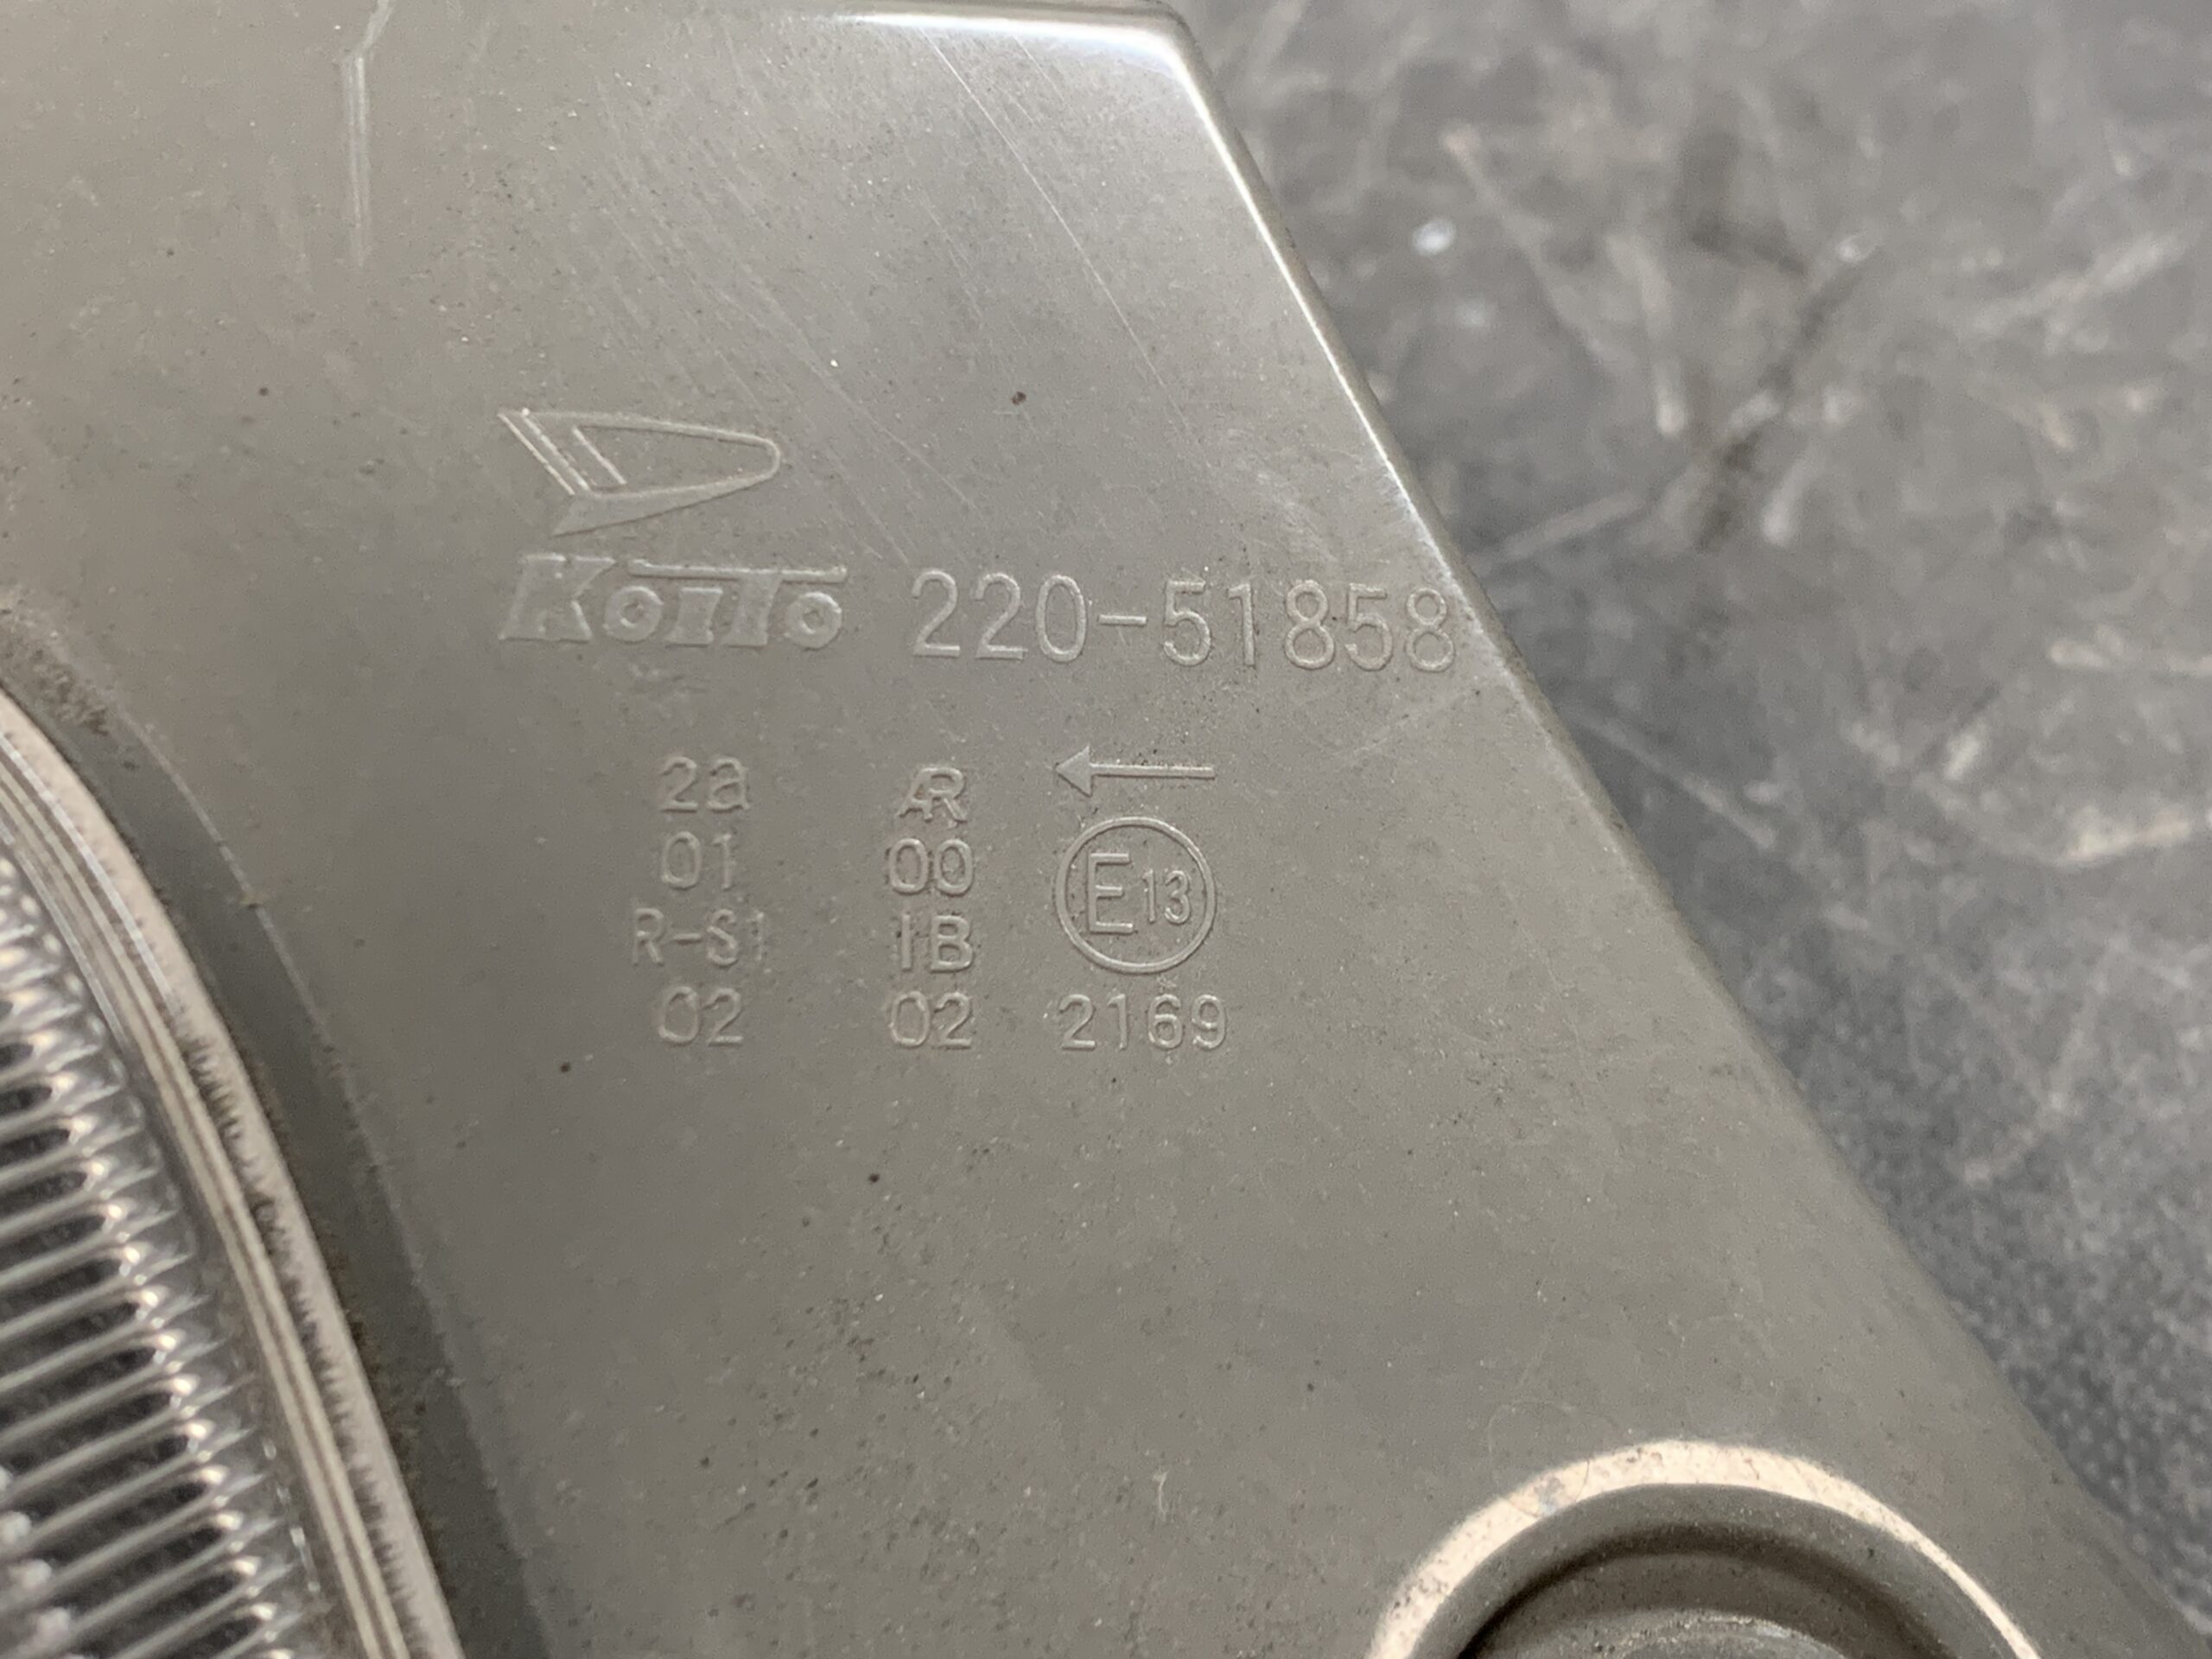 KOITO 220-51858
2a AR ←
01 00 E13
R-S1 IB
02 02 2169